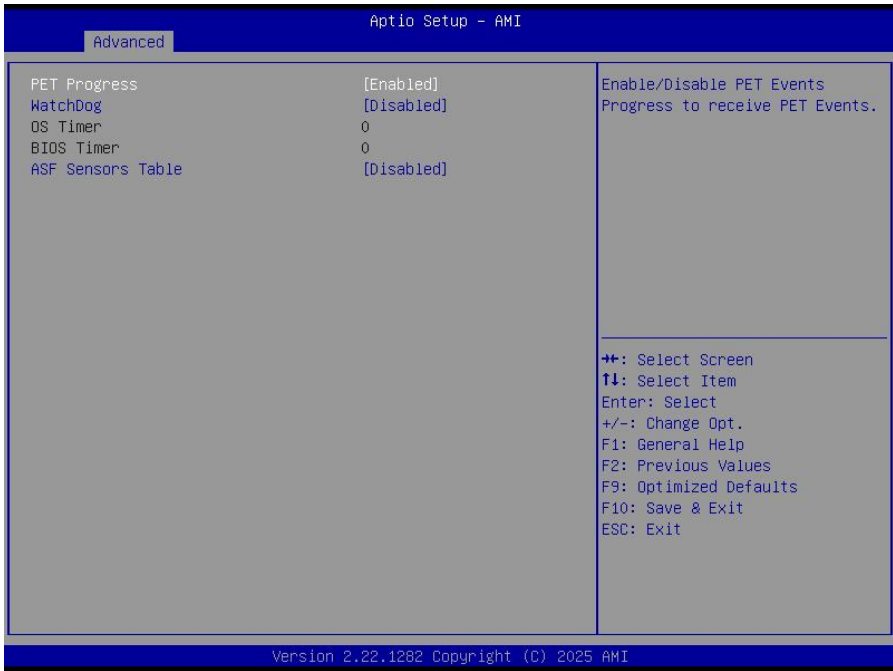 Aptio Setup – AMI
Advanced
PET Progress [Enabled]
WatchDog [Disabled]
OS Timer 0
BIOS Timer 0
ASF Sensors Table [Disabled]
Enable/Disable PET Events
Progress to receive PET Events.
→←: Select Screen
↑↓: Select Item
Enter: Select
+/-: Change Opt.
F1: General Help
F2: Previous Values
F9: Optimized Defaults
F10: Save & Exit
ESC: Exit
Version 2.22.1282 Copyright (C) 2025 AMI